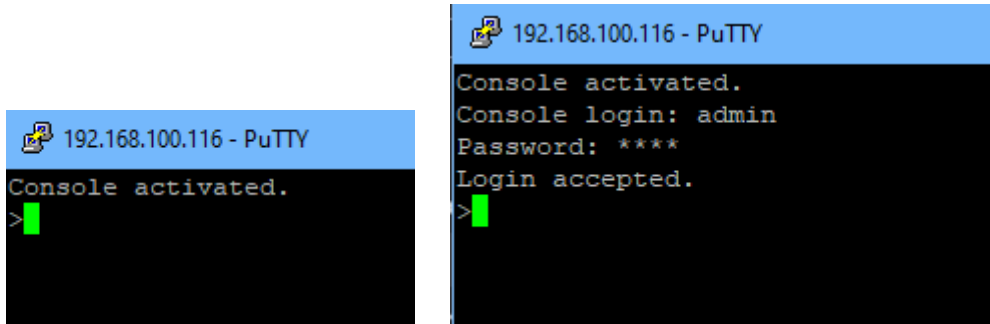 192.168.100.116 - PuTTY
Console activated.
>
192.168.100.116 - PuTTY
Console activated.
Console login: admin
Password: ****
Login accepted.
>